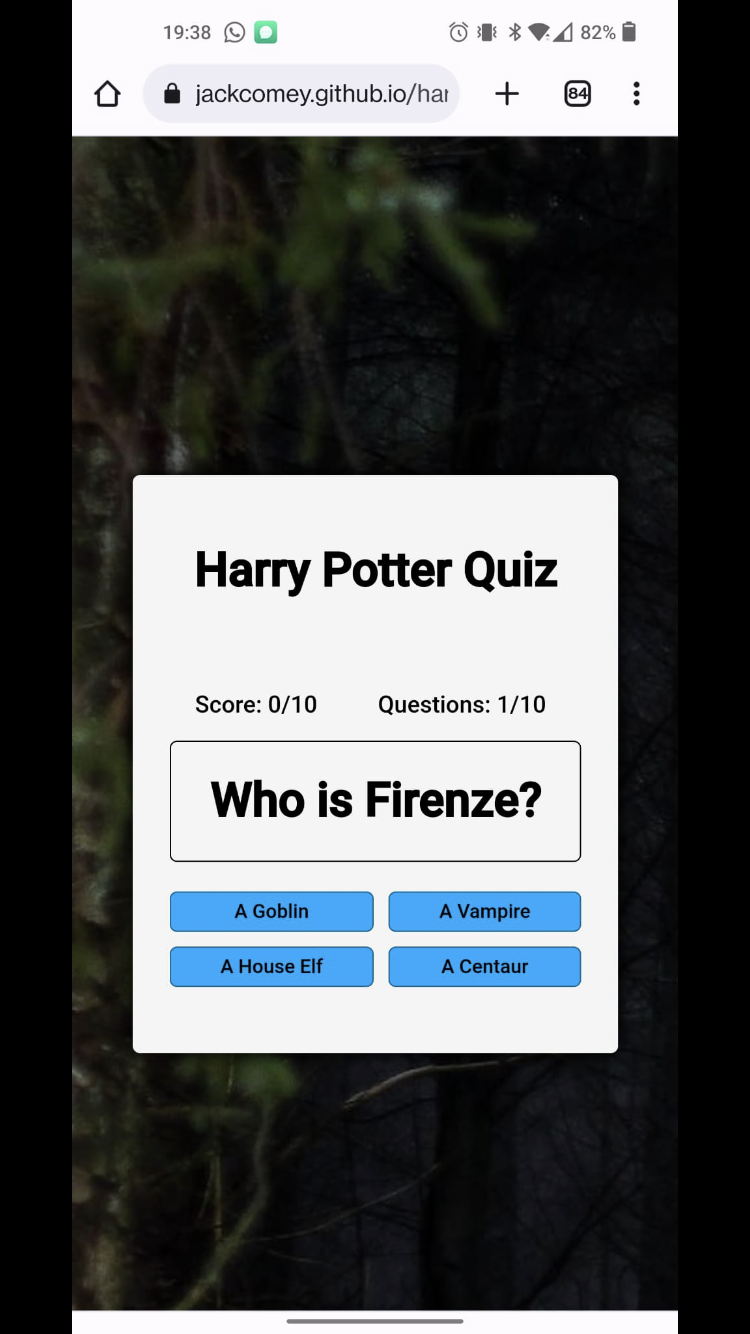 19:38 82%
jackcomey.github.io/har 84
Harry Potter Quiz
Score: 0/10 Questions: 1/10
Who is Firenze?
A Goblin A Vampire
A House Elf A Centaur